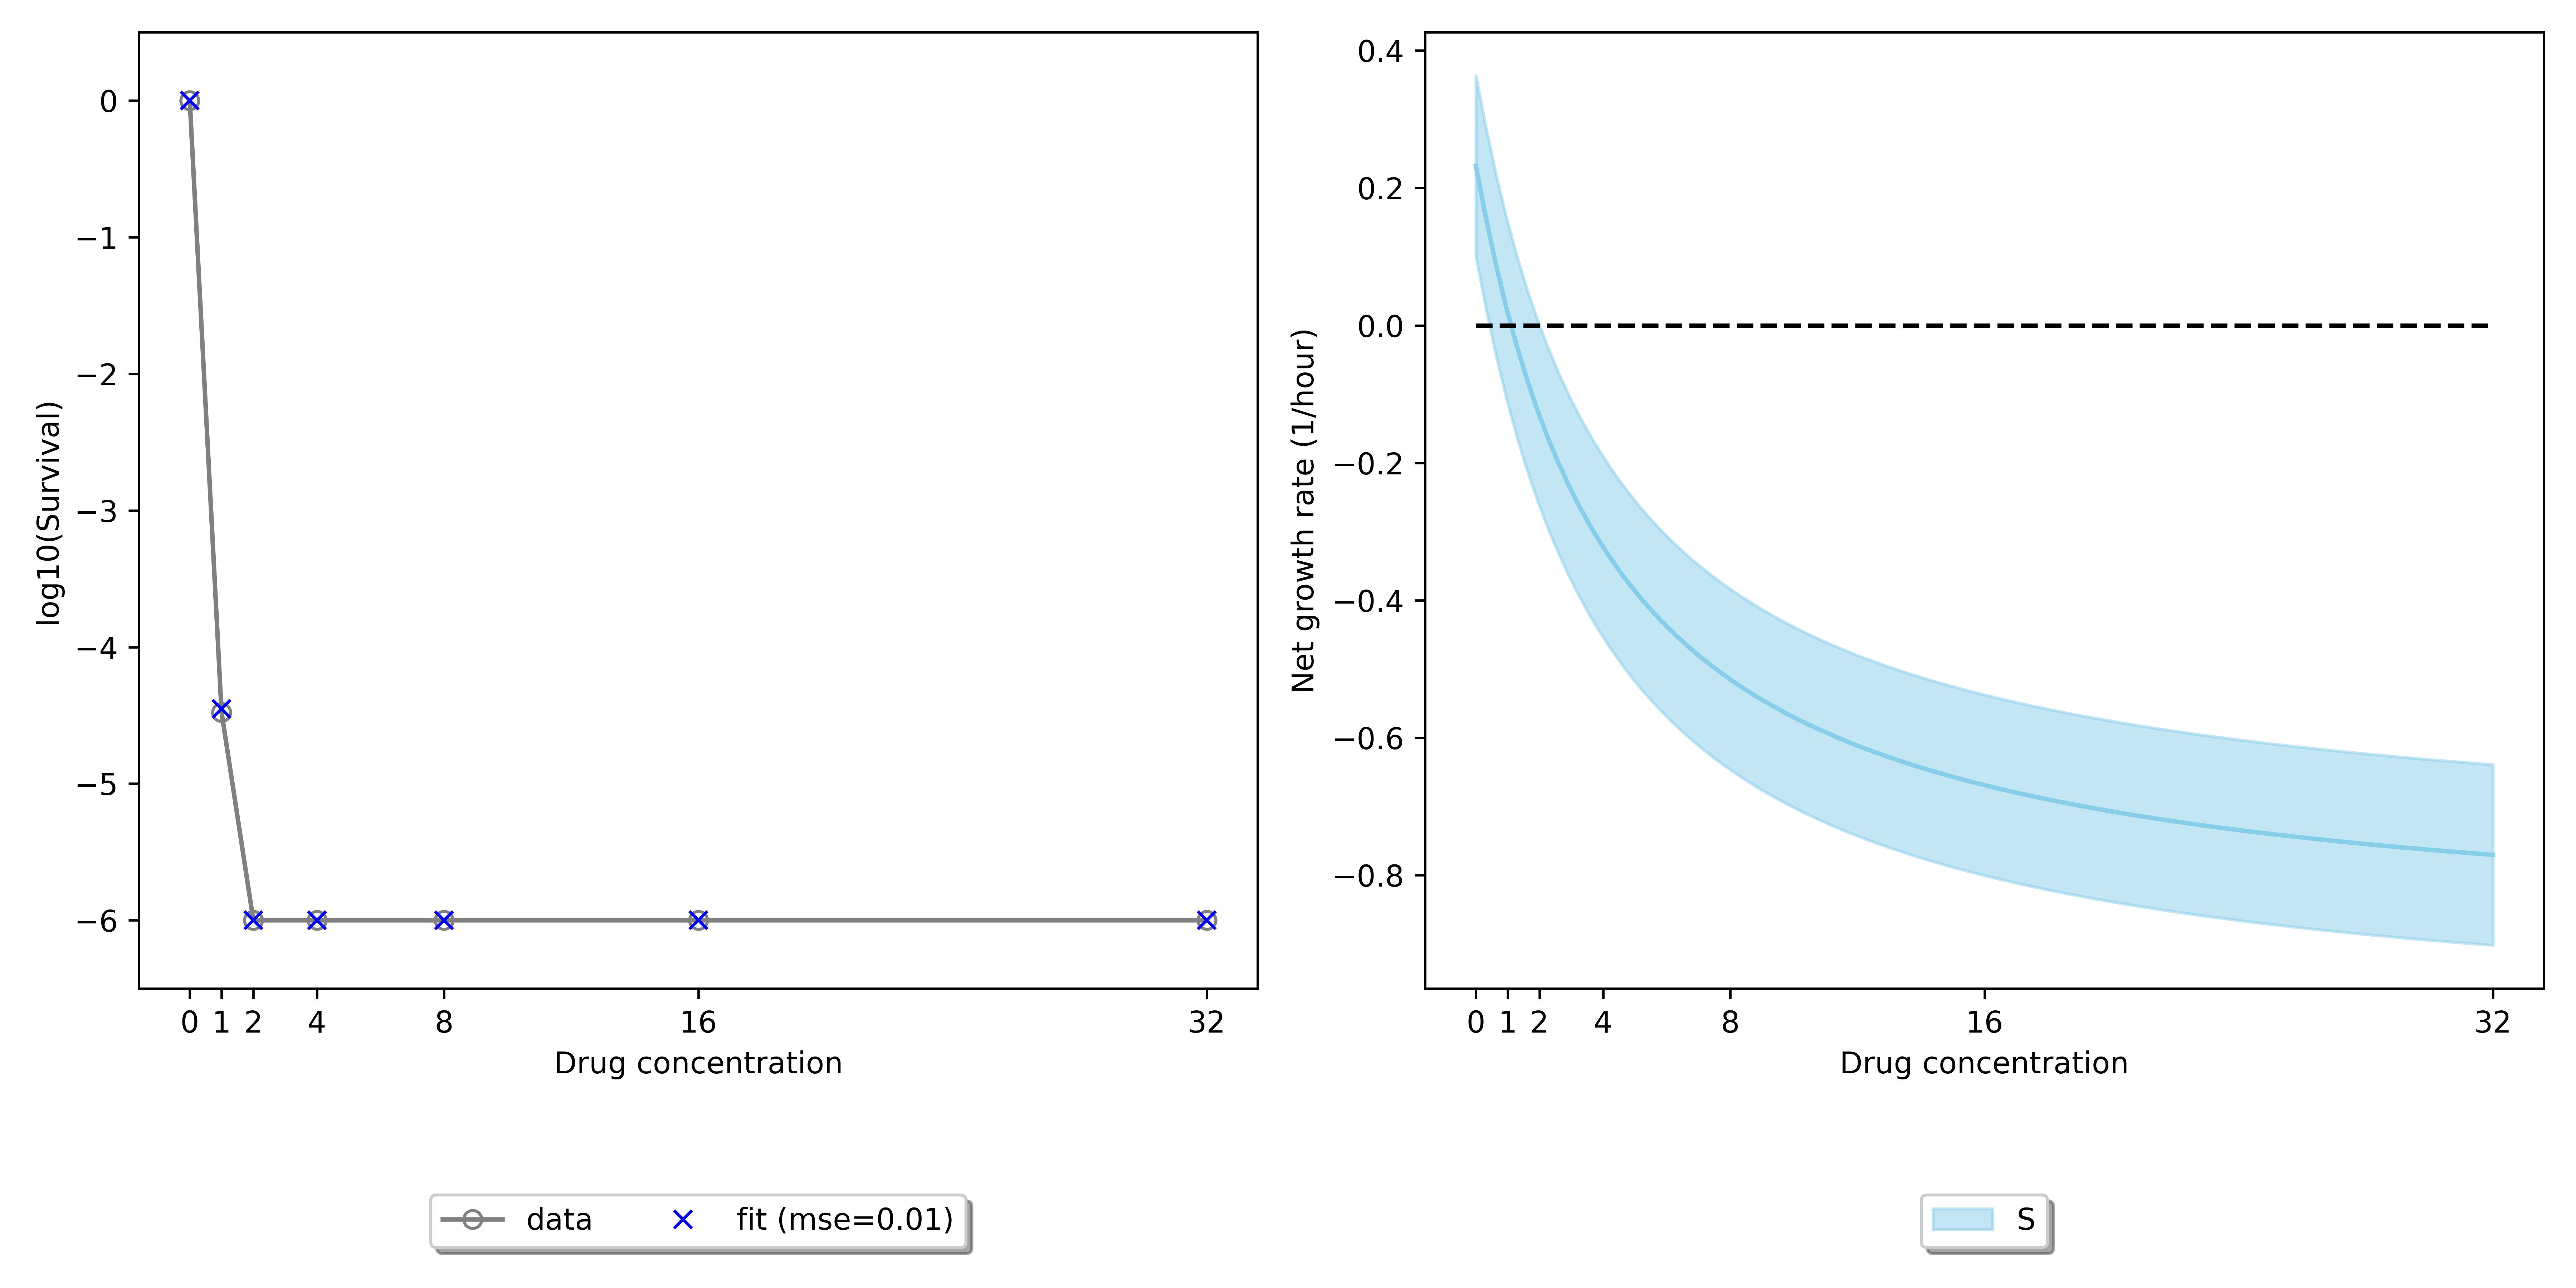 0
−1
−2
−3
−4
−5
−6
log10(Survival)
0 1 2 4 8 16 32
Drug concentration
data fit (mse=0.01)
0.4
0.2
0.0
−0.2
−0.4
−0.6
−0.8
Net growth rate (1/hour)
0 1 2 4 8 16 32
Drug concentration
S